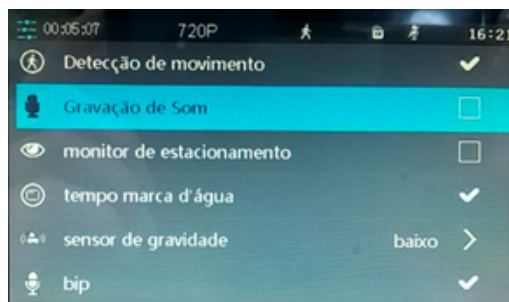 00:05:07 720P 16:21
Detecção de movimento
Gravação de Som
monitor de estacionamento
tempo marca d'água
sensor de gravidade baixo
bip